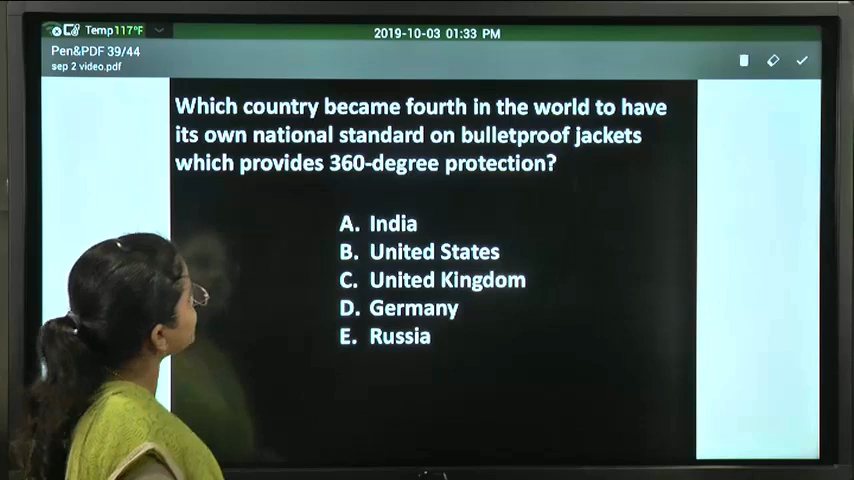 Temp117°F
2019-10-03 01:33 PM
Pen&PDF 39/44
sep 2 video.pdf
Which country became fourth in the world to have
its own national standard on bulletproof jackets
which provides 360-degree protection?
A. India
B. United States
C. United Kingdom
D. Germany
E. Russia